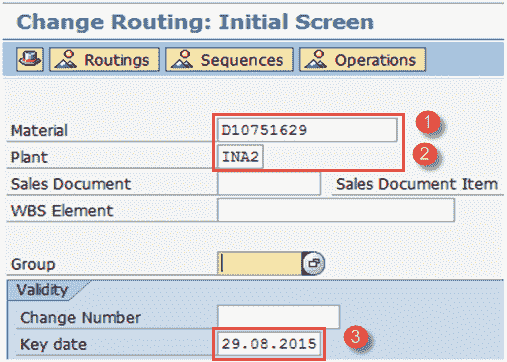 Change Routing: Initial Screen
Routings Sequences Operations
Material D10751629 1
Plant INA2 2
Sales Document Sales Document Item
WBS Element
Group
Validity
Change Number
Key date 29.08.2015 3